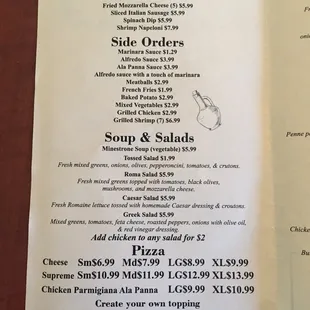 Fried Mozzarella Cheese (5) $5.99
Sliced Italian Sausage $5.99
Spinach Dip $5.99
Shrimp Napeloni $7.99
Side Orders
Marinara Sauce $1.29
Alfredo Sauce $3.99
Ala Panna Sauce $3.99
Alfredo sauce with a touch of marinara
Meatballs $2.99
French Fries $1.99
Baked Potato $2.99
Mixed Vegetables $2.99
Grilled Chicken $2.99
Grilled Shrimp (7) $6.99
Soup & Salads
Minestrone Soup (vegetable) $5.99
Tossed Salad $1.99
Fresh mixed greens, onions, olives, pepperoncini, tomatoes, & crutons.
Roma Salad $5.99
Fresh mixed greens topped with tomatoes, black olives,
mushrooms, and mozzarella cheese.
Caesar Salad $5.99
Fresh Romaine lettuce tossed with homemade Caesar dressing & croutons.
Greek Salad $5.99
Mixed greens, tomatoes, feta cheese, roasted peppers, onions with olive oil,
& red vinegar dressing.
Add chicken to any salad for $2
Pizza
Cheese Sm$6.99 Md$7.99 LG$8.99 XL$9.99
Supreme Sm$10.99 Md$11.99 LG$12.99 XL$13.99
Chicken Parmigiana Ala Panna LG$9.99 XL$10.99
Create your own topping
Penne p
Chicke